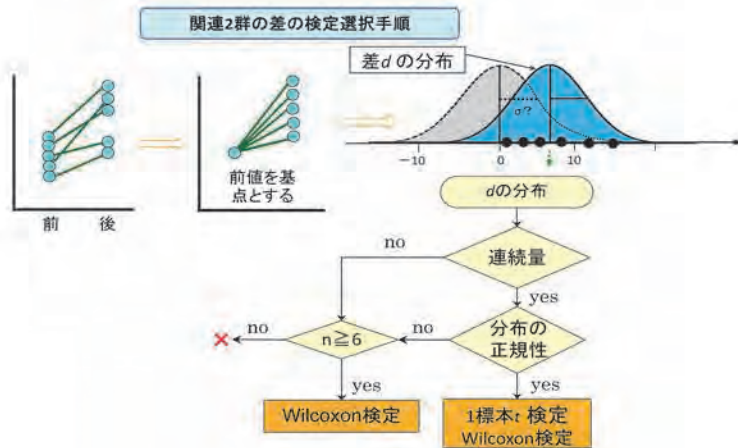 関連2群の差の検定選択手順
差dの分布
σ?
−10
0
10
前値を基
点とする
前 後
dの分布
連続量
no
yes
分布の
正規性
no
n≧6
no
yes
yes
Wilcoxon検定
1標本t 検定
Wilcoxon検定